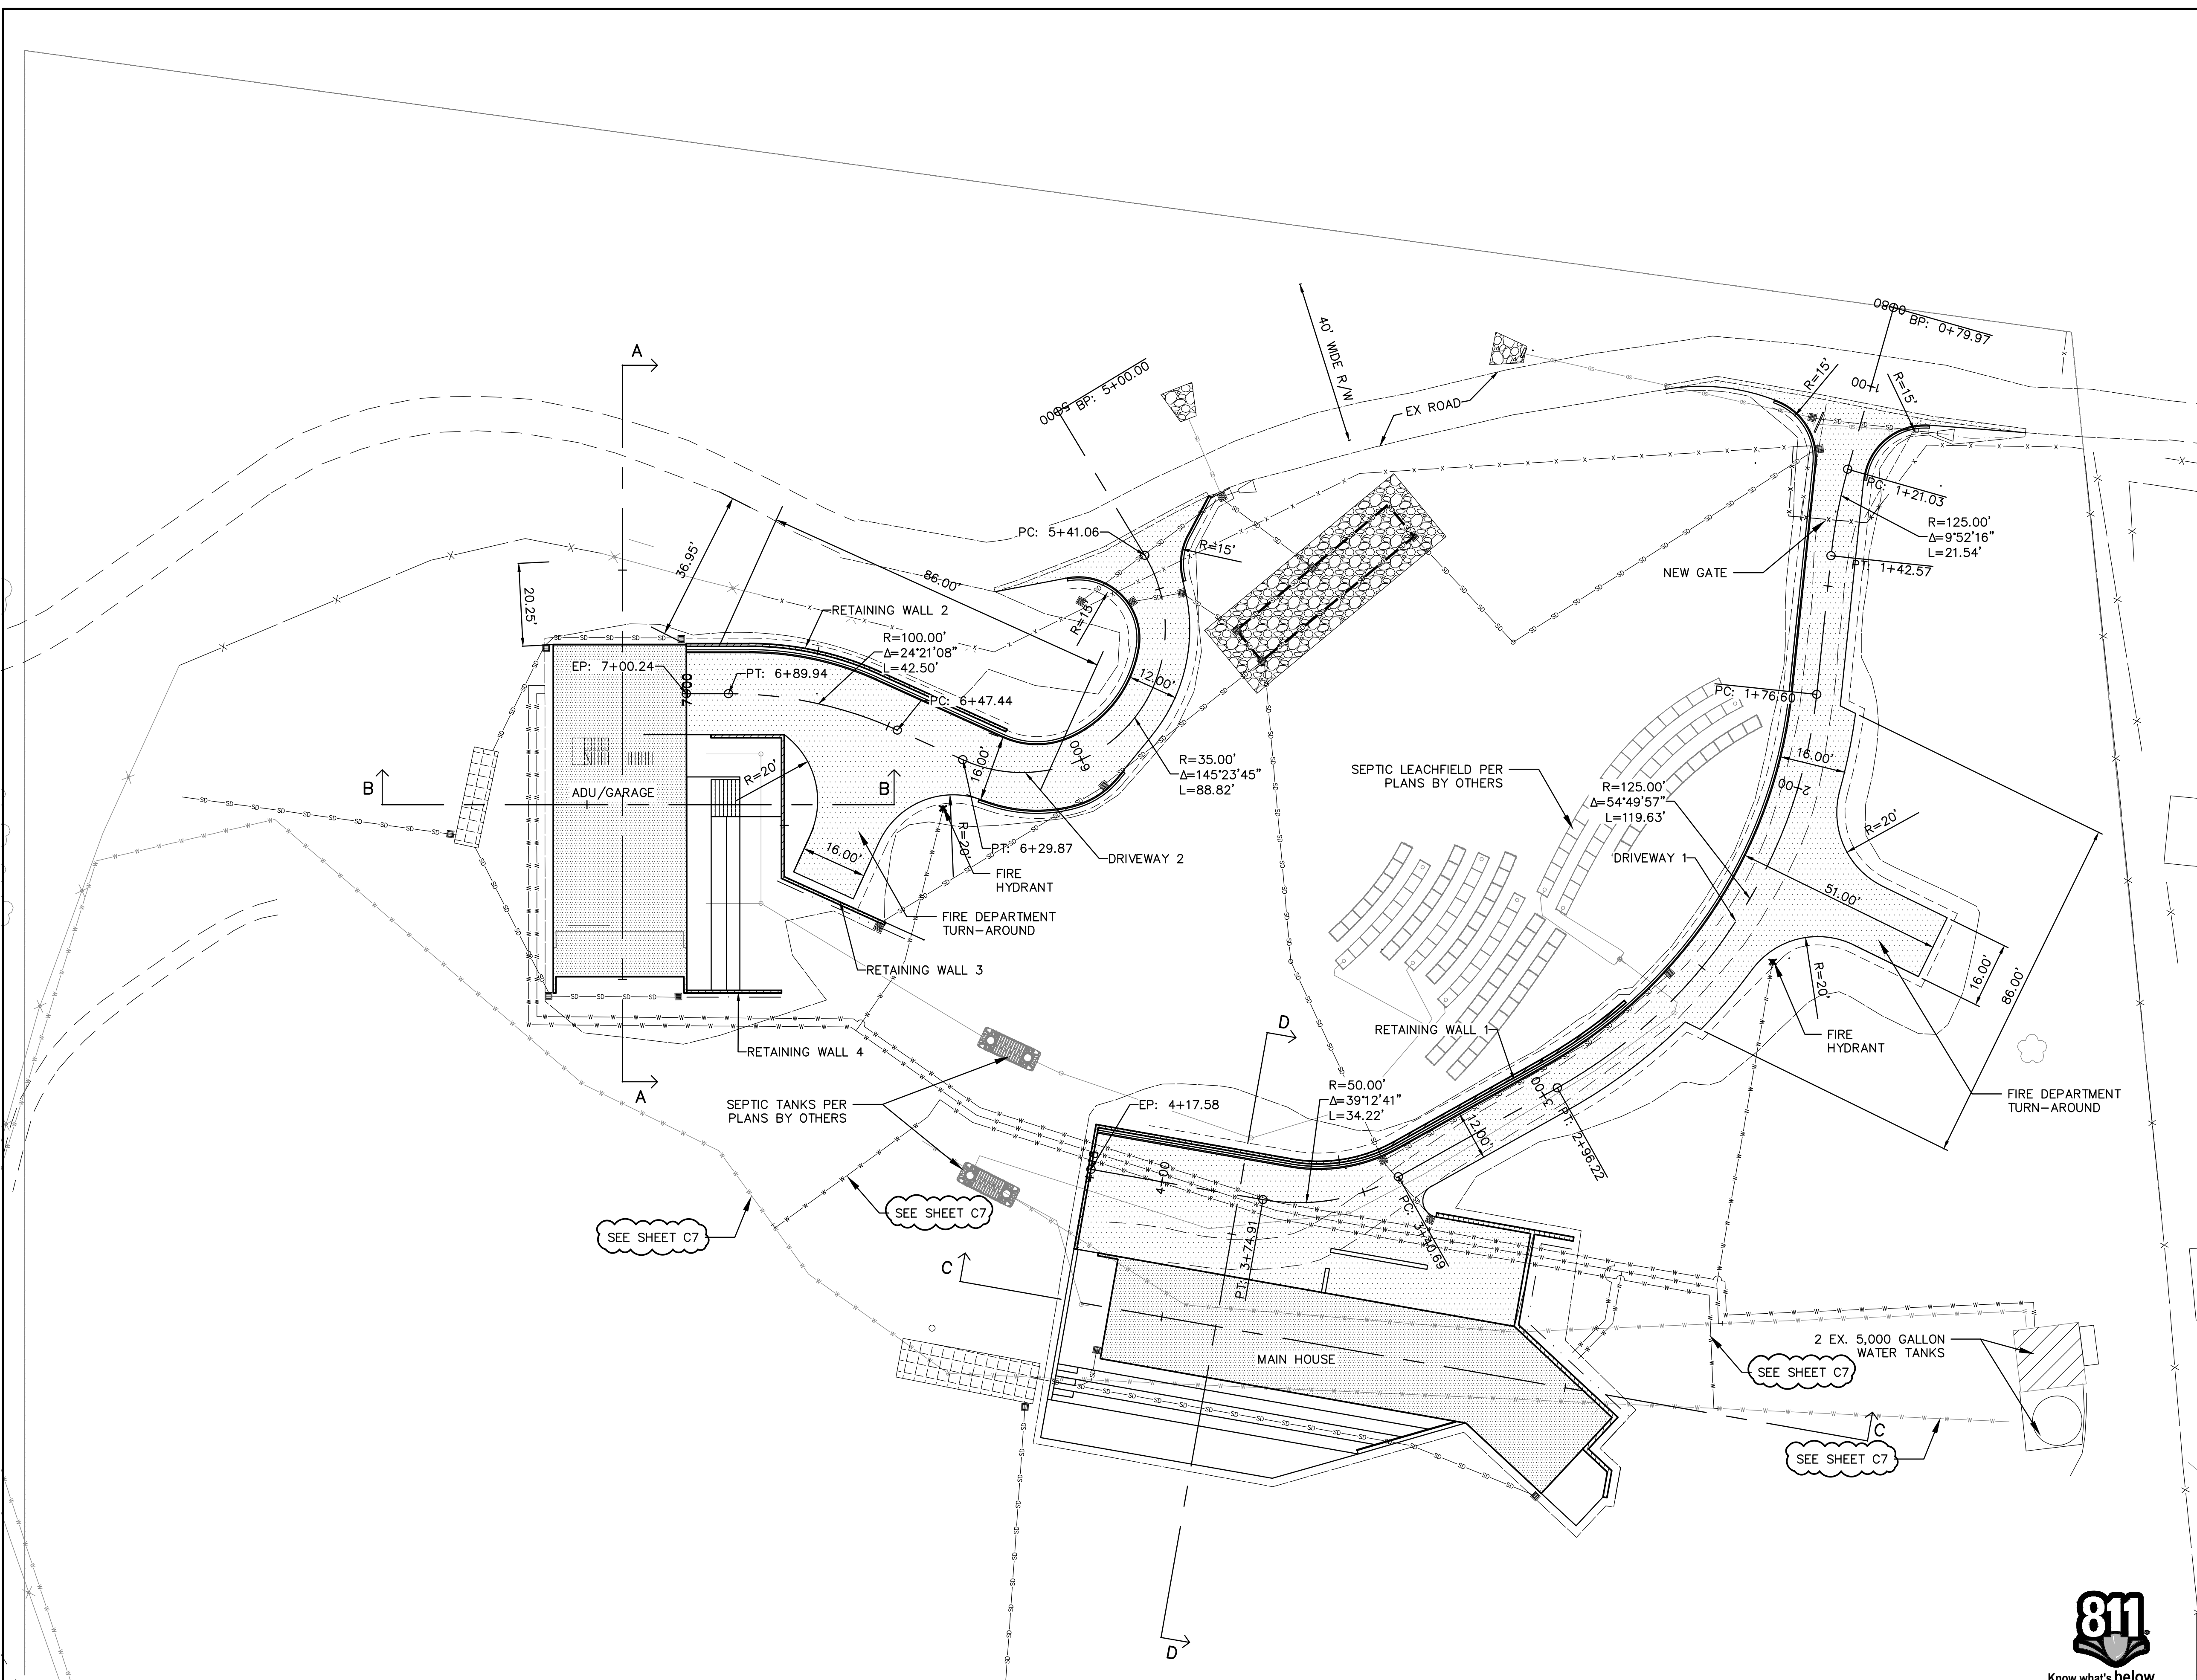 0+80
BP: 0+79.97
A
40' WIDE R/W
EX ROAD
5+00
BP: 5+00.00
R=15'
1+00
R=15'
PC: 1+21.03
R=125.00'
Δ=9°52'16"
L=21.54'
PT: 1+42.57
NEW GATE
PC: 5+41.06
R=15'
36.95'
86.00'
20.25'
R=15'
RETAINING WALL 2
R=100.00'
Δ=24°21'08"
L=42.50'
EP: 7+00.24
PT: 6+89.94
7+00
PC: 6+47.44
12.00'
PC: 1+76.60
16.00'
6+00
R=35.00'
Δ=145°23'45"
L=88.82'
16.00'
2+00
SEPTIC LEACHFIELD PER
PLANS BY OTHERS
R=125.00'
Δ=54°49'57"
L=119.63'
R=20'
B
ADU/GARAGE
R=20'
B
R=20'
PT: 6+29.87
16.00'
DRIVEWAY 2
DRIVEWAY 1
FIRE
HYDRANT
51.00'
FIRE DEPARTMENT
TURN-AROUND
RETAINING WALL 3
16.00'
86.00'
R=20'
FIRE
HYDRANT
D
RETAINING WALL 1
RETAINING WALL 4
A
SEPTIC TANKS PER
PLANS BY OTHERS
EP: 4+17.58
R=50.00'
Δ=39°12'41"
L=34.22'
3+00
PT: 2+96.22
12.00'
FIRE DEPARTMENT
TURN-AROUND
4+00
SEE SHEET C7
SEE SHEET C7
PT: 3+74.91
PC: 3+40.69
C
MAIN HOUSE
2 EX. 5,000 GALLON
WATER TANKS
SEE SHEET C7
C
SEE SHEET C7
D
811
Know what's below